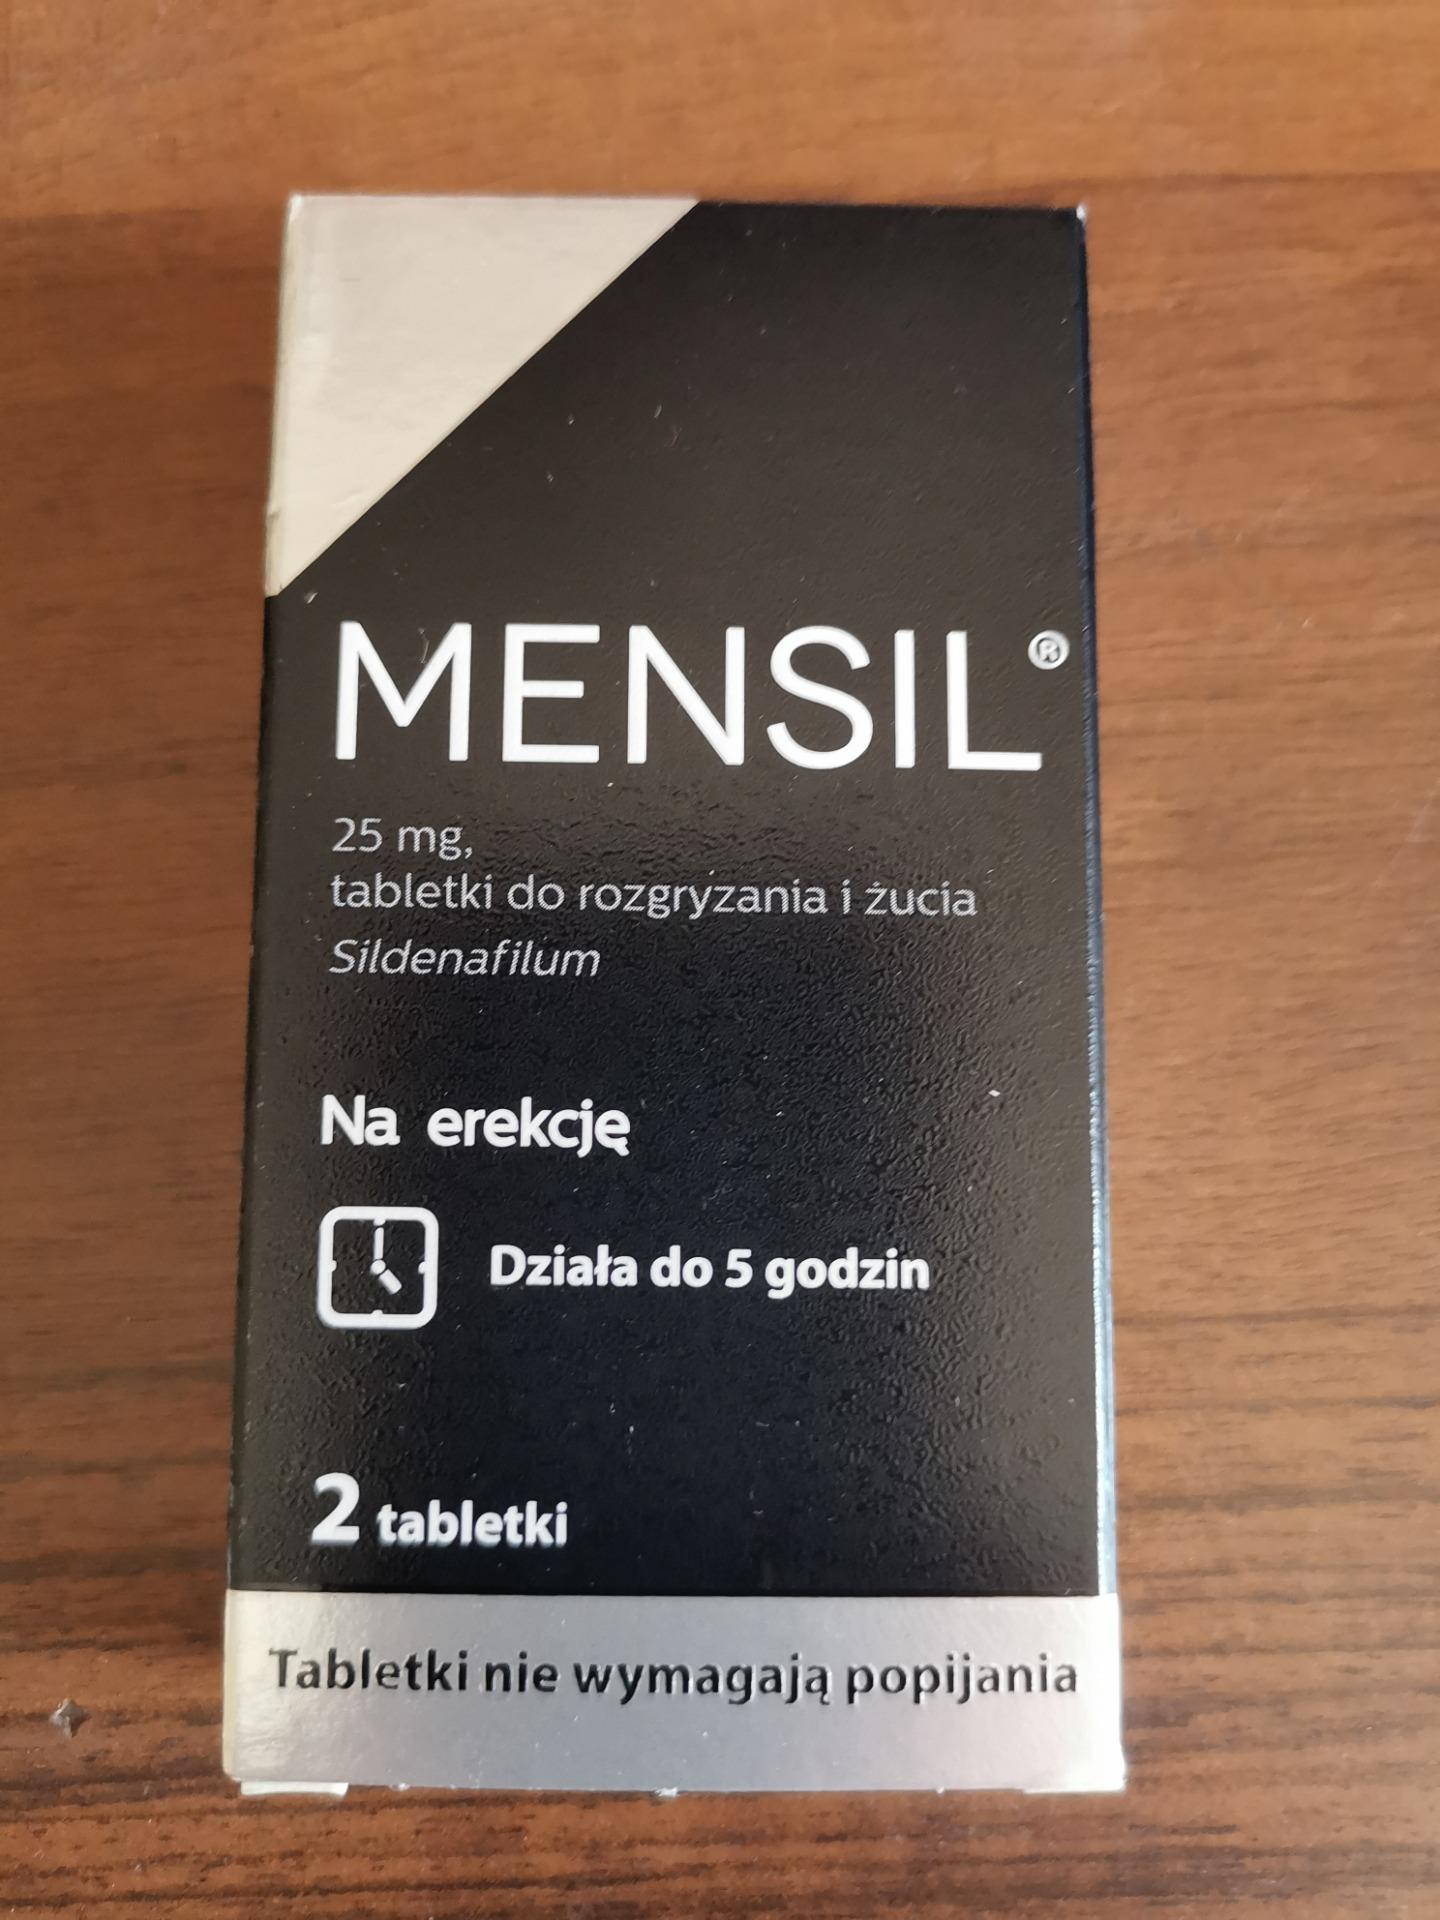 MENSIL®
25 mg,
tabletki do rozgryzania i żucia
Sildenafilum
Na erekcję
Działa do 5 godzin
2 tabletki
Tabletki nie wymagają popijania